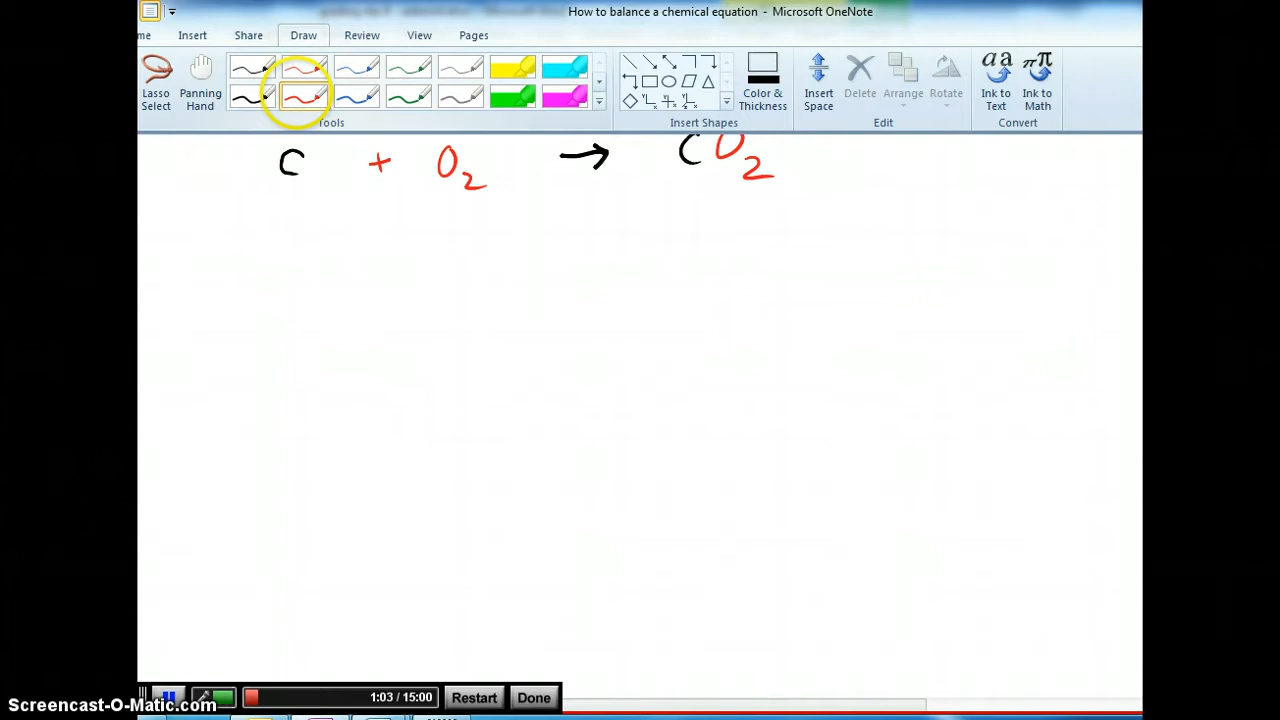 How to balance a chemical equation - Microsoft OneNote
me Insert Share Draw Review View Pages
Lasso Select Panning Hand Color & Thickness Insert Space Delete Arrange Rotate Ink to Text Ink to Math
Tools Insert Shapes Edit Convert
C + O₂ → CO₂
1:03 / 15:00 Restart Done
Screencast-O-Matic.com